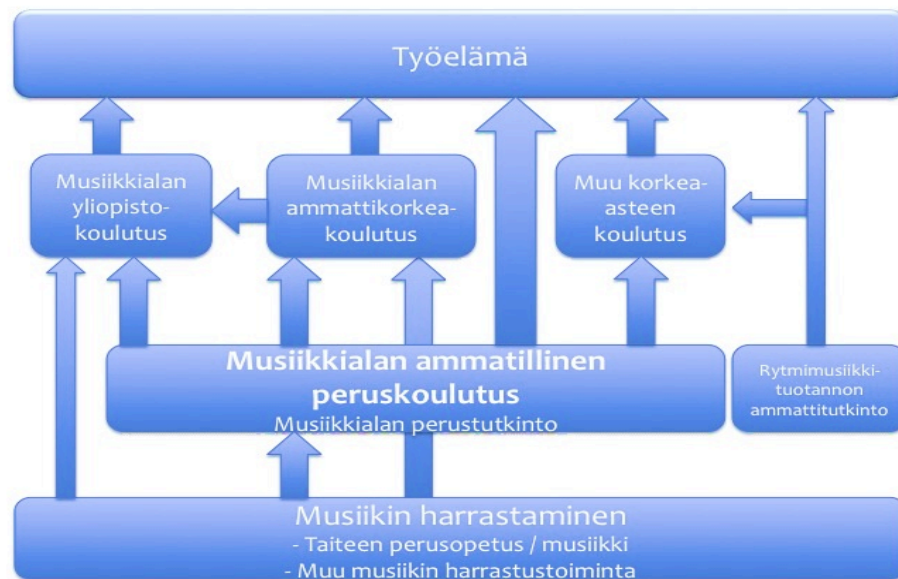 Työelämä
Musiikkialan
yliopisto-
koulutus
Musiikkialan
ammattikorkea-
koulutus
Muu korkea-
asteen
koulutus
Musiikkialan ammatillinen
peruskoulutus
Musiikkialan perustutkinto
Rytmimusiikki-
tuotannon
ammattitutkinto
Musiikin harrastaminen
- Taiteen perusopetus / musiikki
- Muu musiikin harrastustoiminta